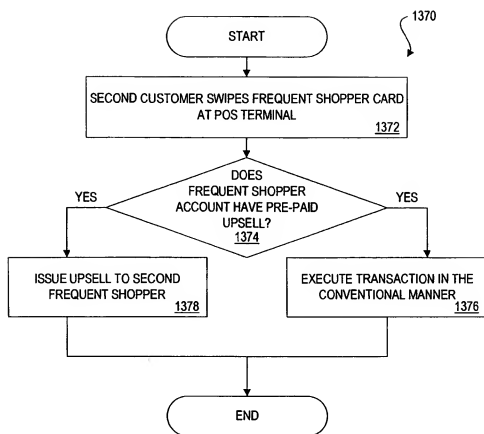 1370
START
SECOND CUSTOMER SWIPES FREQUENT SHOPPER CARD
AT POS TERMINAL
1372
DOES
FREQUENT SHOPPER
ACCOUNT HAVE PRE-PAID
UPSELL?
1374
YES
YES
ISSUE UPSELL TO SECOND
FREQUENT SHOPPER
1378
EXECUTE TRANSACTION IN THE
CONVENTIONAL MANNER
1376
END